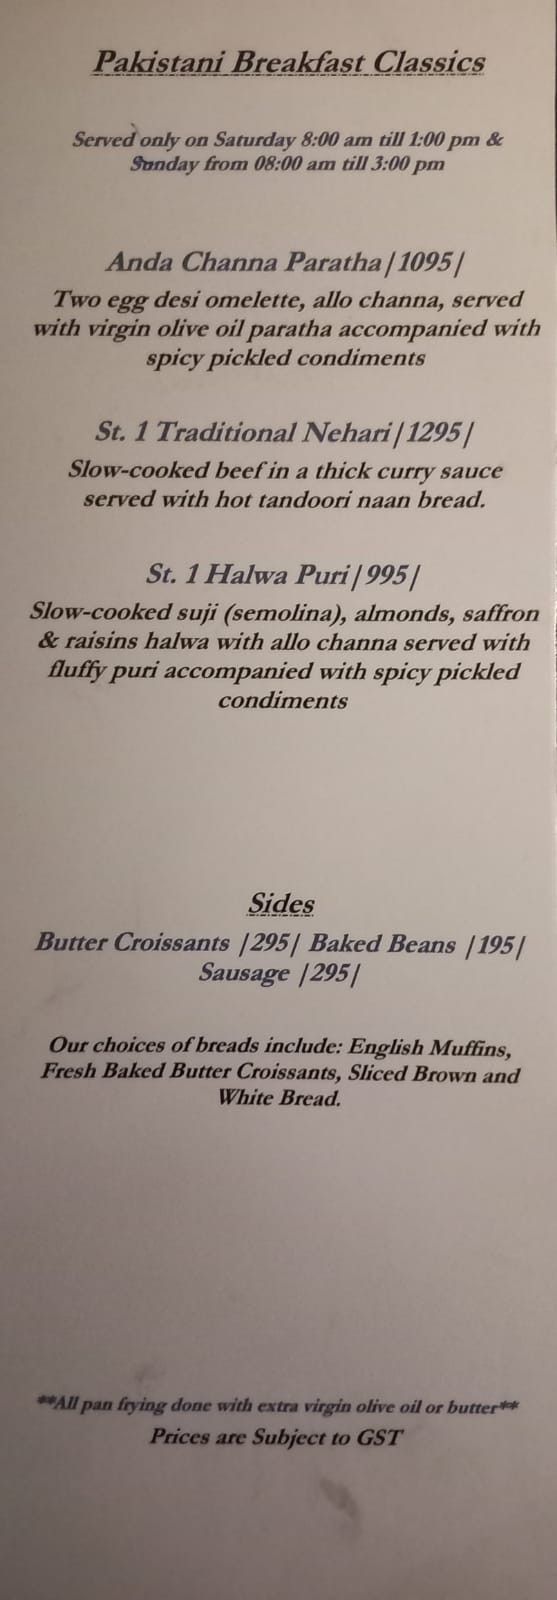 Pakistani Breakfast Classics
Served only on Saturday 8:00 am till 1:00 pm &
Sunday from 08:00 am till 3:00 pm
Anda Channa Paratha|1095|
Two egg desi omelette, allo channa, served
with virgin olive oil paratha accompanied with
spicy pickled condiments
St. 1 Traditional Nehari|1295|
Slow-cooked beef in a thick curry sauce
served with hot tandoori naan bread.
St. 1 Halwa Puri|995|
Slow-cooked suji (semolina), almonds, saffron
& raisins halwa with allo channa served with
fluffy puri accompanied with spicy pickled
condiments
Sides
Butter Croissants |295| Baked Beans |195|
Sausage |295|
Our choices of breads include: English Muffins,
Fresh Baked Butter Croissants, Sliced Brown and
White Bread.
**All pan frying done with extra virgin olive oil or butter**
Prices are Subject to GST